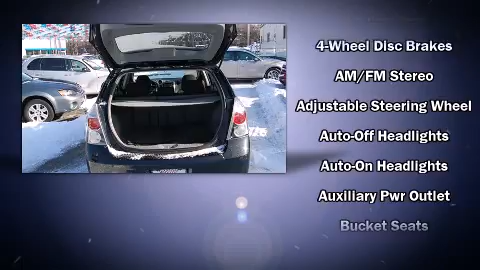 4-Wheel Disc Brakes
AM/FM Stereo
Adjustable Steering Wheel
Auto-Off Headlights
Auto-On Headlights
Auxiliary Pwr Outlet
Bucket Seats